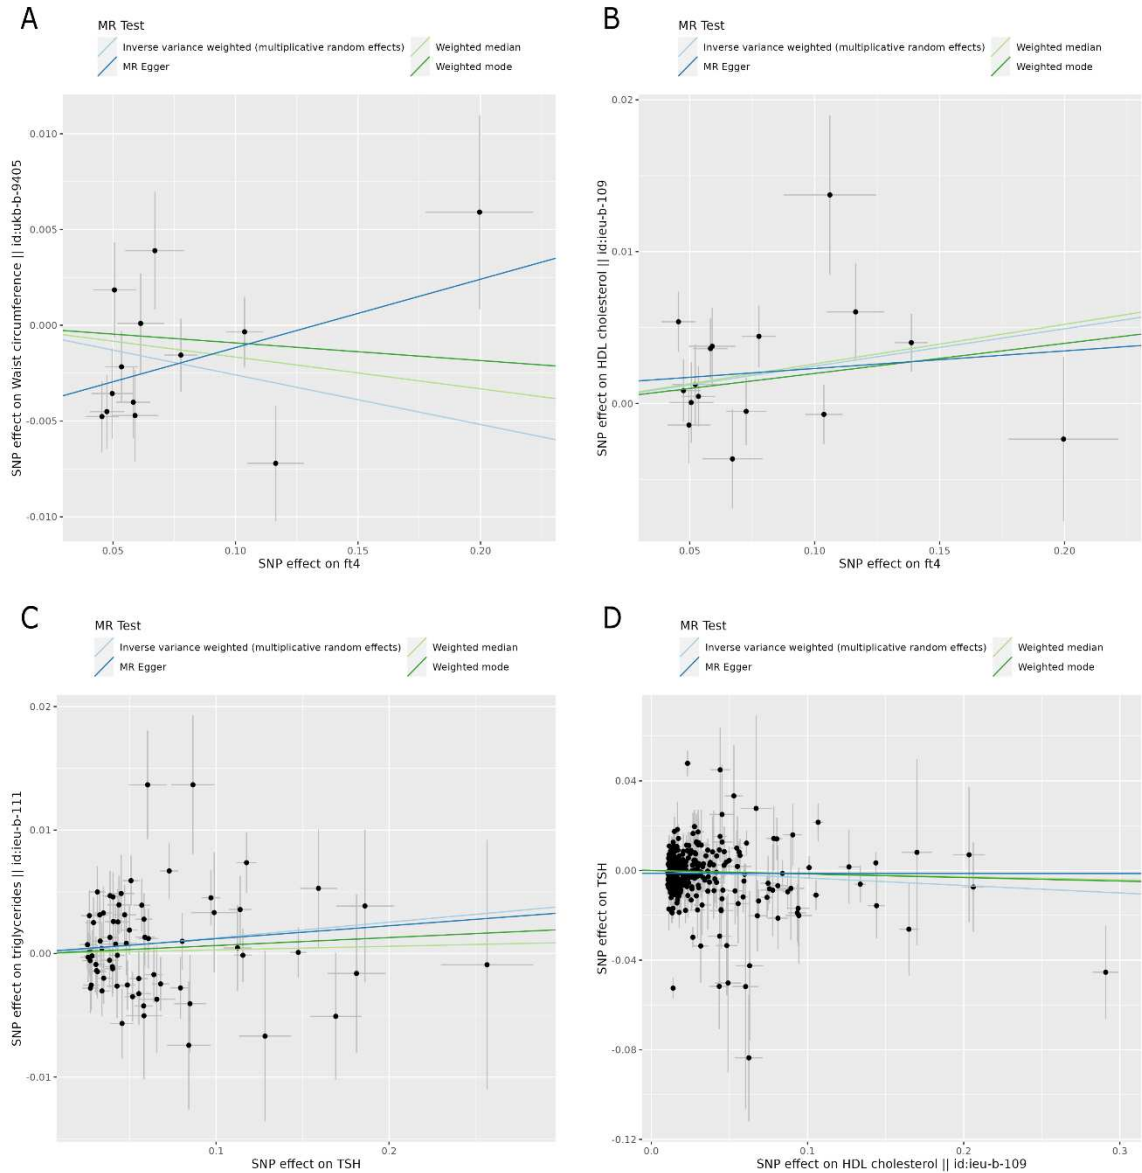 A
MR Test
Inverse variance weighted (multiplicative random effects)
Weighted median
MR Egger
Weighted mode
0.010
0.005
0.000
-0.005
-0.010
SNP effect on Waist circumference || id:ukb-b-9405
0.05
0.10
0.15
0.20
SNP effect on ft4
B
MR Test
Inverse variance weighted (multiplicative random effects)
Weighted median
MR Egger
Weighted mode
0.02
0.01
0.00
SNP effect on HDL cholesterol || id:ieu-b-109
0.05
0.10
0.15
0.20
SNP effect on ft4
C
MR Test
Inverse variance weighted (multiplicative random effects)
Weighted median
MR Egger
Weighted mode
0.02
0.01
0.00
-0.01
SNP effect on triglycerides || id:ieu-b-111
0.1
0.2
SNP effect on TSH
D
MR Test
Inverse variance weighted (multiplicative random effects)
Weighted median
MR Egger
Weighted mode
0.04
0.00
-0.04
-0.08
-0.12
SNP effect on TSH
0.0
0.1
0.2
0.3
SNP effect on HDL cholesterol || id:ieu-b-109